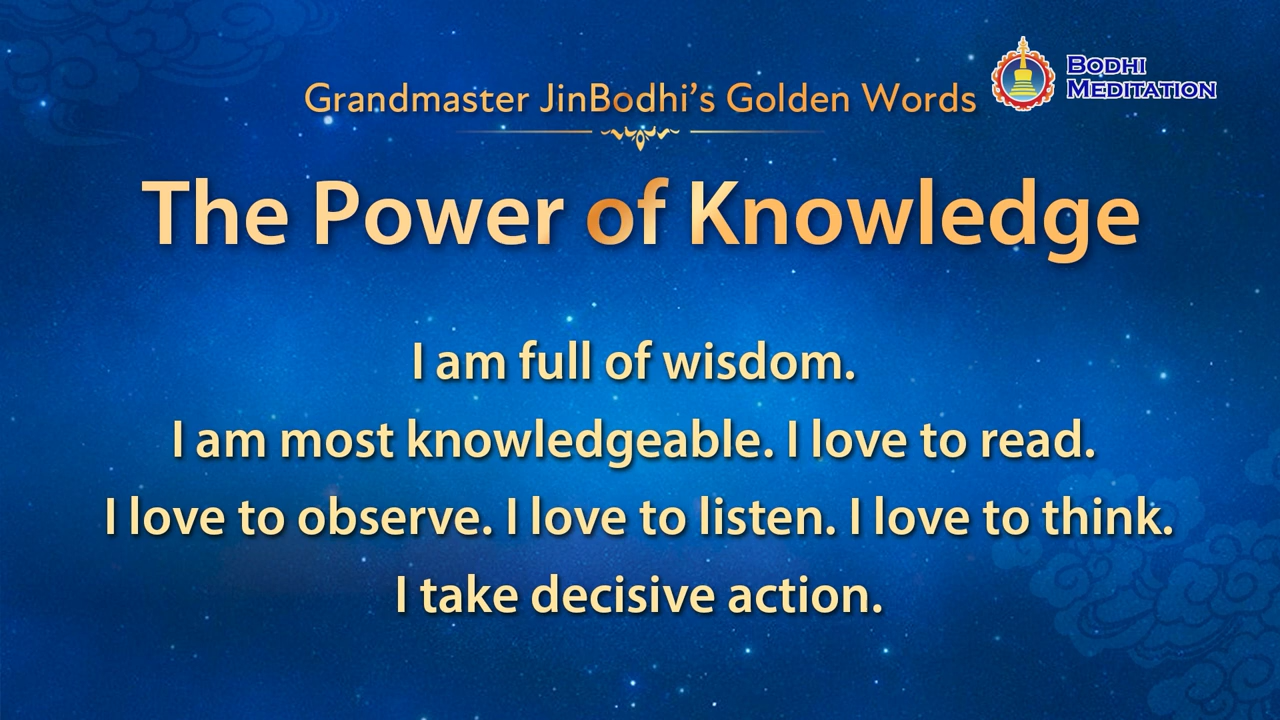 Grandmaster JinBodhi's Golden Words
BODHI
MEDITATION
The Power of Knowledge
I am full of wisdom.
I am most knowledgeable. I love to read.
I love to observe. I love to listen. I love to think.
I take decisive action.